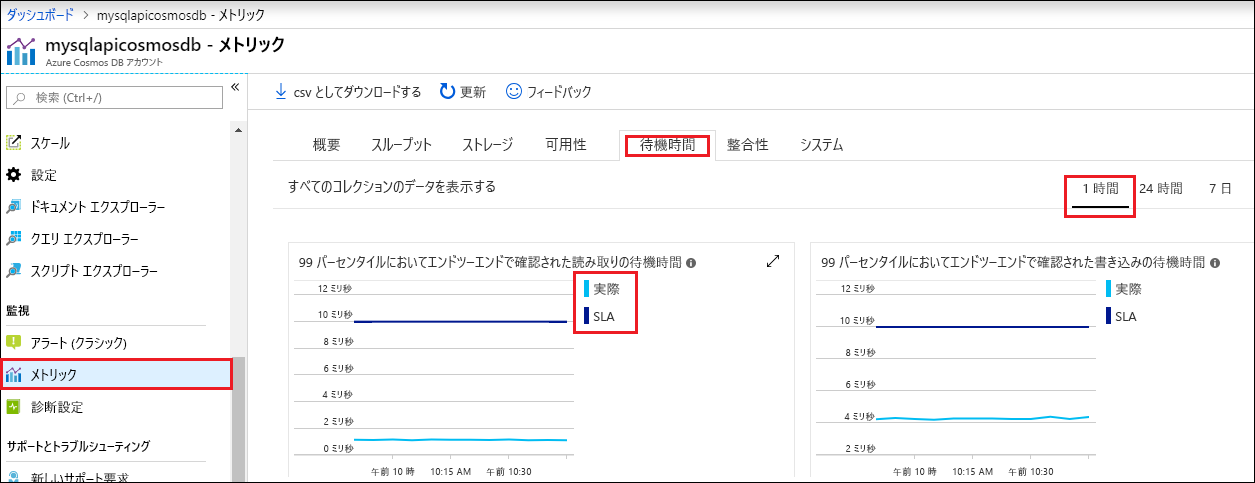 ダッシュボード > mysqlapicosmosdb - メトリック
mysqlapicosmosdb - メトリック
Azure Cosmos DB アカウント
検索 (Ctrl+/)
«
スケール
設定
ドキュメント エクスプローラー
クエリ エクスプローラー
スクリプト エクスプローラー
監視
アラート (クラシック)
メトリック
診断設定
サポートとトラブルシューティング
新しいサポート要求
csv としてダウンロードする 更新 フィードバック
概要 スループット ストレージ 可用性 待機時間 整合性 システム
すべてのコレクションのデータを表示する 1 時間 24 時間 7 日
99 パーセンタイルにおいてエンドツーエンドで確認された読み取りの待機時間
12 ミリ秒
10 ミリ秒
8 ミリ秒
6 ミリ秒
4 ミリ秒
2 ミリ秒
0 ミリ秒
午前 10 時 10:15 AM 午前 10:30
実際
SLA
99 パーセンタイルにおいてエンドツーエンドで確認された書き込みの待機時間
12 ミリ秒
10 ミリ秒
8 ミリ秒
6 ミリ秒
4 ミリ秒
2 ミリ秒
午前 10 時 10:15 AM 午前 10:30
実際
SLA